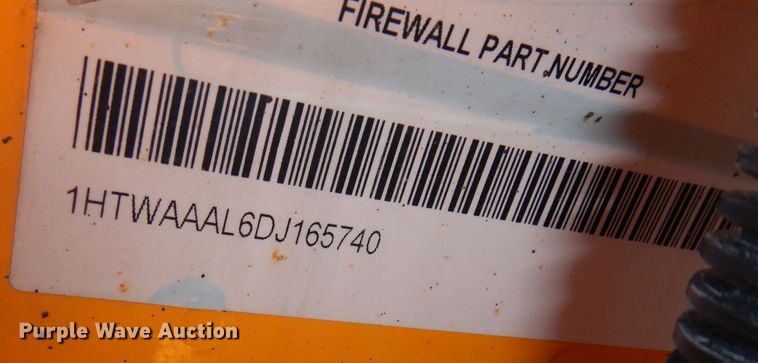 FIREWALL PART NUMBER
1HTWAAAL6DJ165740
Purple Wave Auction